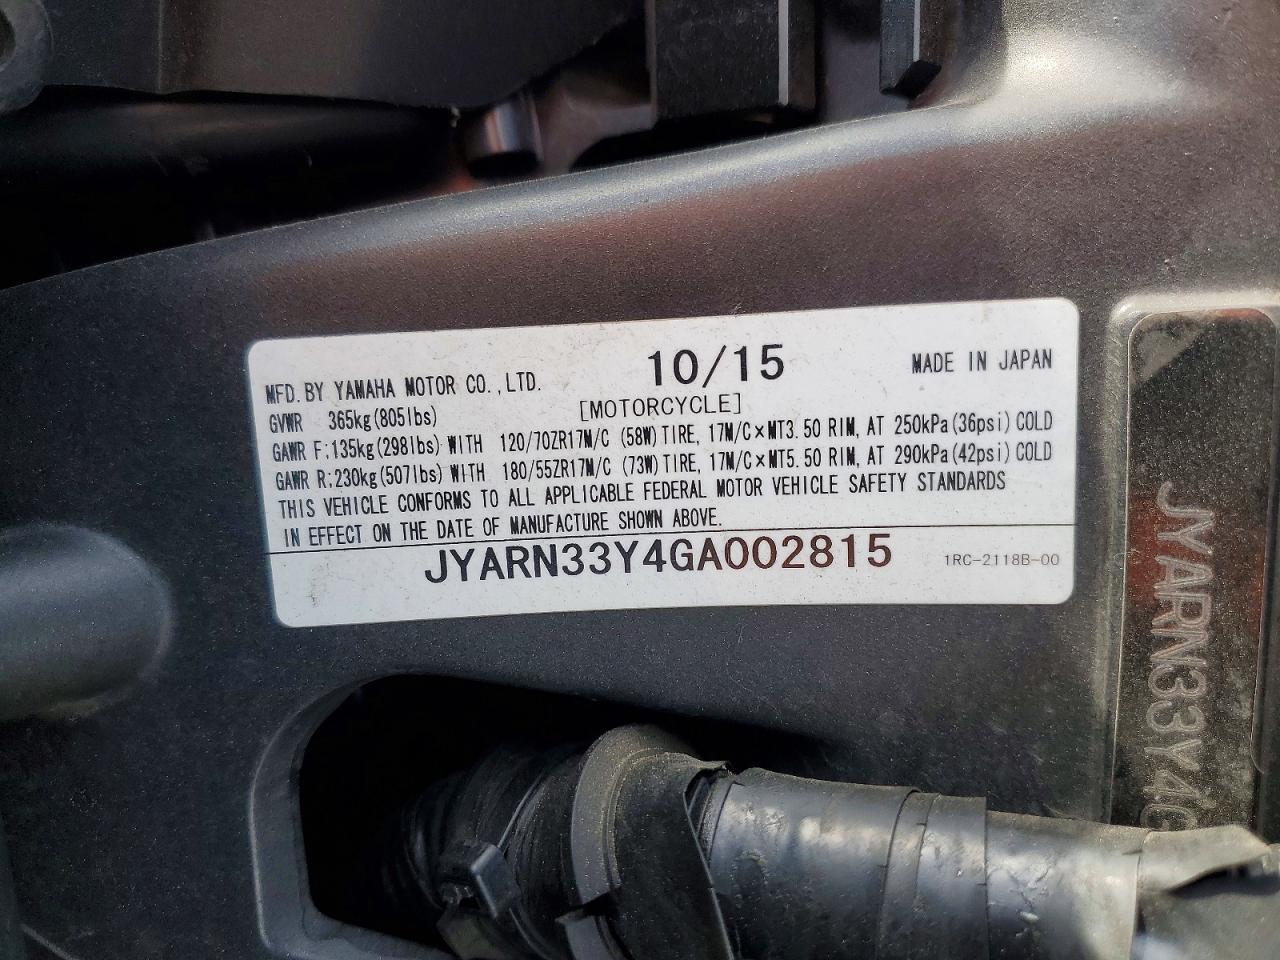 10/15
MFD. BY YAMAHA MOTOR CO., LTD.
MADE IN JAPAN
GVWR 365kg(805lbs)
[MOTORCYCLE]
GAWR F:135kg(298lbs) WITH 120/70ZR17M/C (58W) TIRE, 17M/C×MT3.50 RIM, AT 250kPa(36psi) COLD
GAWR R:230kg(507lbs) WITH 180/55ZR17M/C (73W) TIRE, 17M/C×MT5.50 RIM, AT 290kPa(42psi) COLD
THIS VEHICLE CONFORMS TO ALL APPLICABLE FEDERAL MOTOR VEHICLE SAFETY STANDARDS
IN EFFECT ON THE DATE OF MANUFACTURE SHOWN ABOVE.
JYARN33Y4GA002815
1RC-2118B-00
JYARN33Y4G